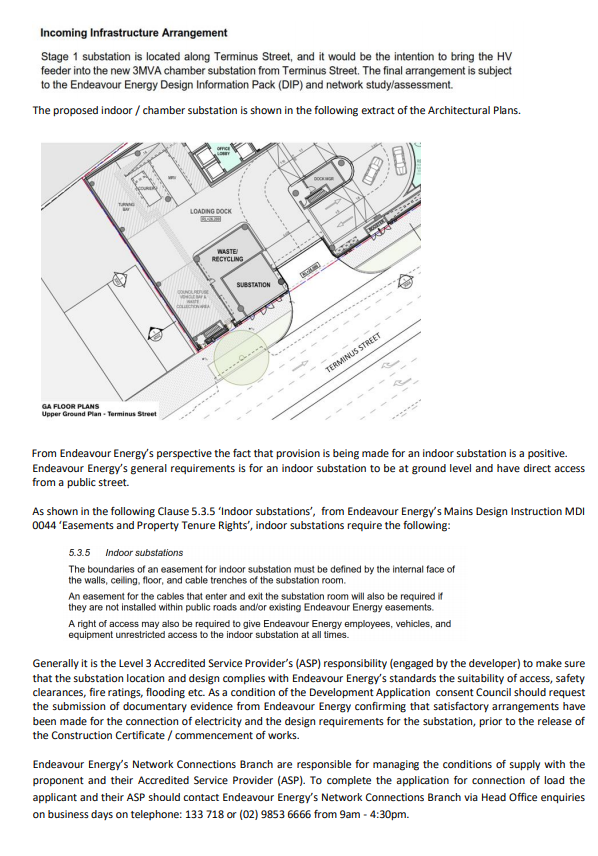 Incoming Infrastructure Arrangement
Stage 1 substation is located along Terminus Street, and it would be the intention to bring the HV
feeder into the new 3MVA chamber substation from Terminus Street. The final arrangement is subject
to the Endeavour Energy Design Information Pack (DIP) and network study/assessment.
The proposed indoor / chamber substation is shown in the following extract of the Architectural Plans.
OFFICE
LOBBY
MRV
COURIER
DOCK MGR
TURNING
BAY
LOADING DOCK
WASTE/
RECYCLING
SUBSTATION
COUNCIL REFUSE
VEHICLE BAY &
WASTE
COLLECTION AREA
TERMINUS STREET
GA FLOOR PLANS
Upper Ground Plan - Terminus Street
From Endeavour Energy's perspective the fact that provision is being made for an indoor substation is a positive.
Endeavour Energy's general requirements is for an indoor substation to be at ground level and have direct access
from a public street.
As shown in the following Clause 5.3.5 'Indoor substations', from Endeavour Energy's Mains Design Instruction MDI
0044 'Easements and Property Tenure Rights', indoor substations require the following:
5.3.5 Indoor substations
The boundaries of an easement for indoor substation must be defined by the internal face of
the walls, ceiling, floor, and cable trenches of the substation room.
An easement for the cables that enter and exit the substation room will also be required if
they are not installed within public roads and/or existing Endeavour Energy easements.
A right of access may also be required to give Endeavour Energy employees, vehicles, and
equipment unrestricted access to the indoor substation at all times.
Generally it is the Level 3 Accredited Service Provider's (ASP) responsibility (engaged by the developer) to make sure
that the substation location and design complies with Endeavour Energy's standards the suitability of access, safety
clearances, fire ratings, flooding etc. As a condition of the Development Application consent Council should request
the submission of documentary evidence from Endeavour Energy confirming that satisfactory arrangements have
been made for the connection of electricity and the design requirements for the substation, prior to the release of
the Construction Certificate / commencement of works.
Endeavour Energy's Network Connections Branch are responsible for managing the conditions of supply with the
proponent and their Accredited Service Provider (ASP). To complete the application for connection of load the
applicant and their ASP should contact Endeavour Energy's Network Connections Branch via Head Office enquiries
on business days on telephone: 133 718 or (02) 9853 6666 from 9am - 4:30pm.